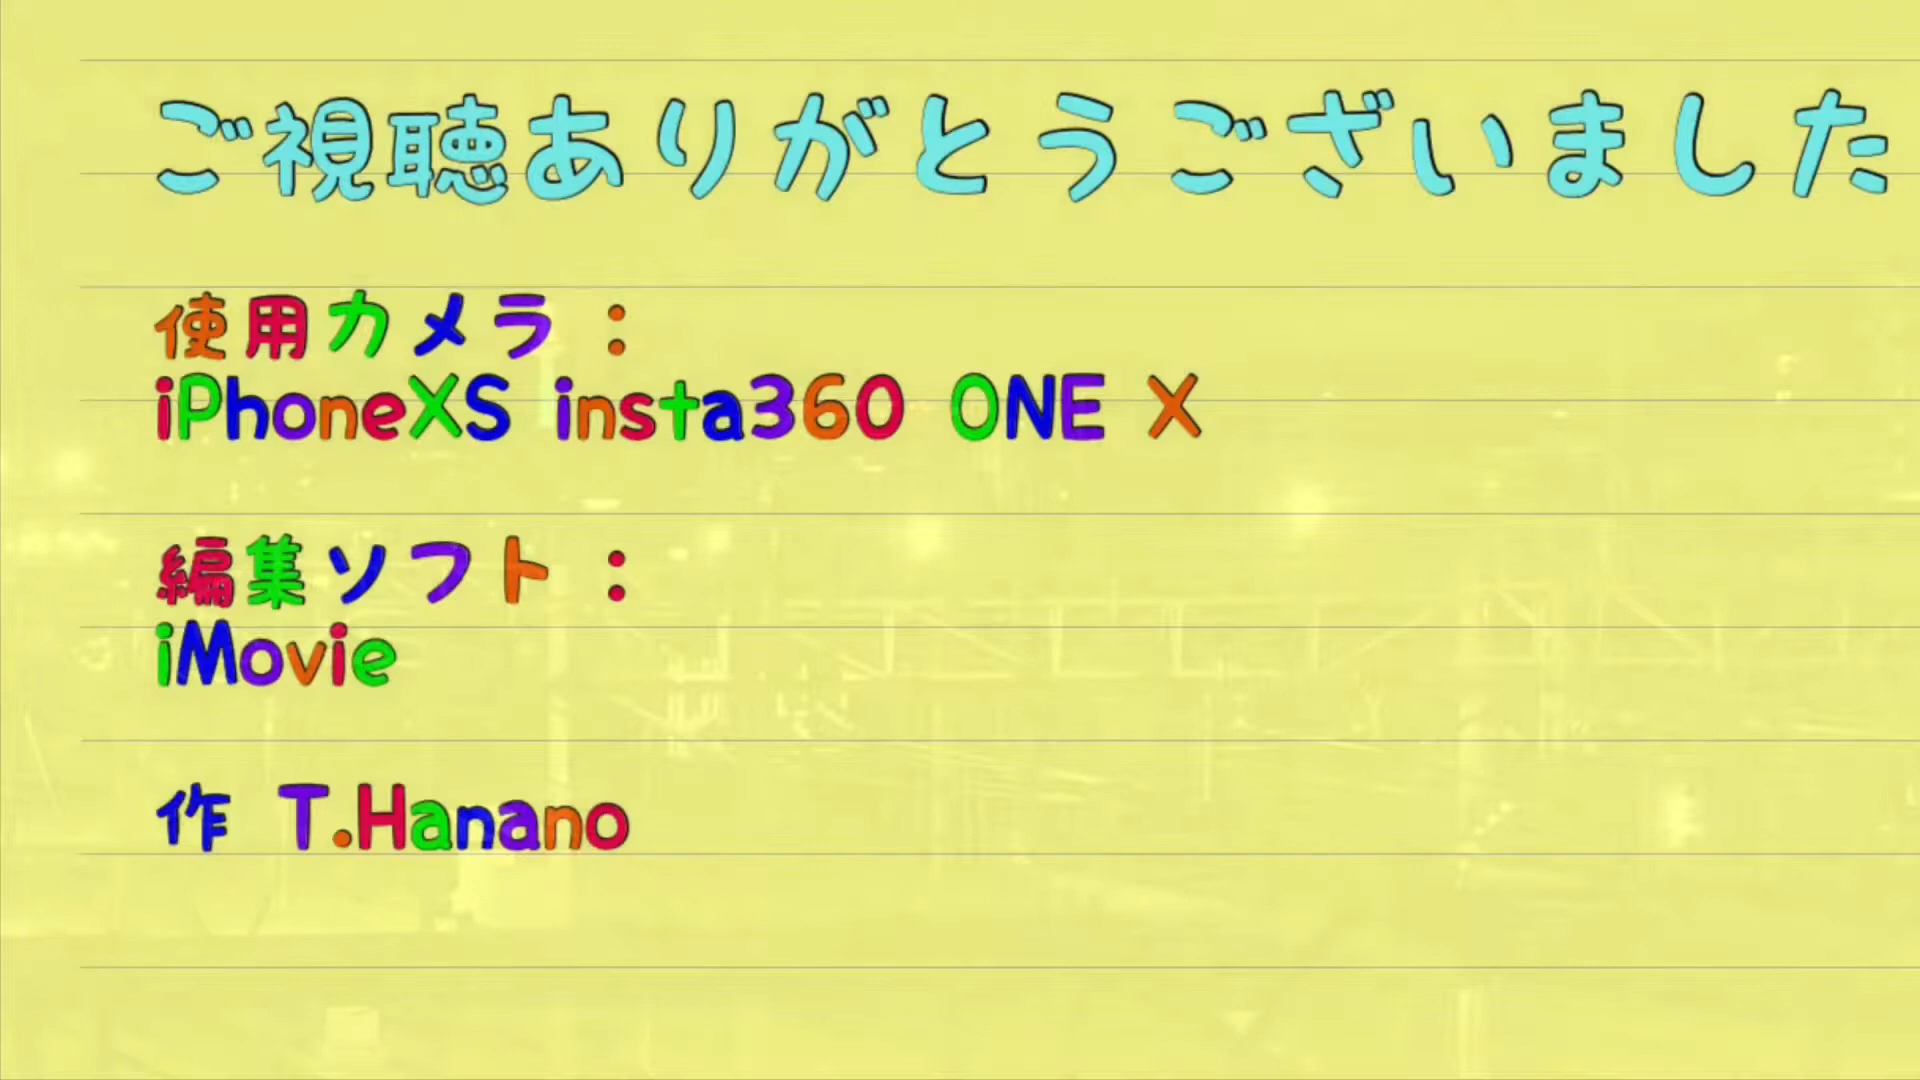 ご視聴ありがとうございました
使用カメラ：
iPhoneXS insta360 ONE X
編集ソフト：
iMovie
作 T.Hanano